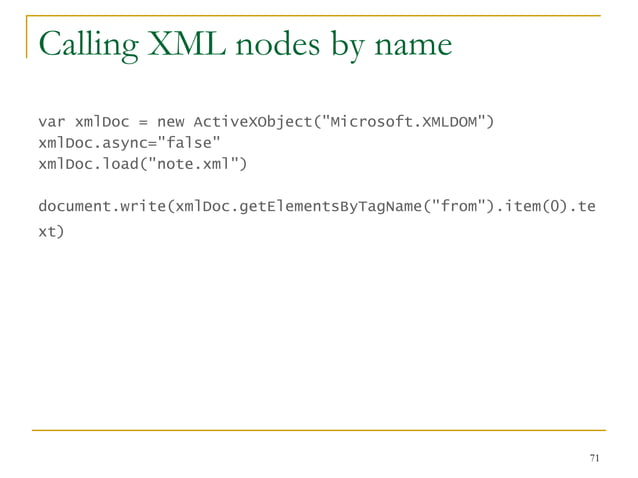 Calling XML nodes by name
var xmlDoc = new ActiveXObject("Microsoft.XMLDOM")
xmlDoc.async="false"
xmlDoc.load("note.xml")
document.write(xmlDoc.getElementsByTagName("from").item(0).te
xt)
71